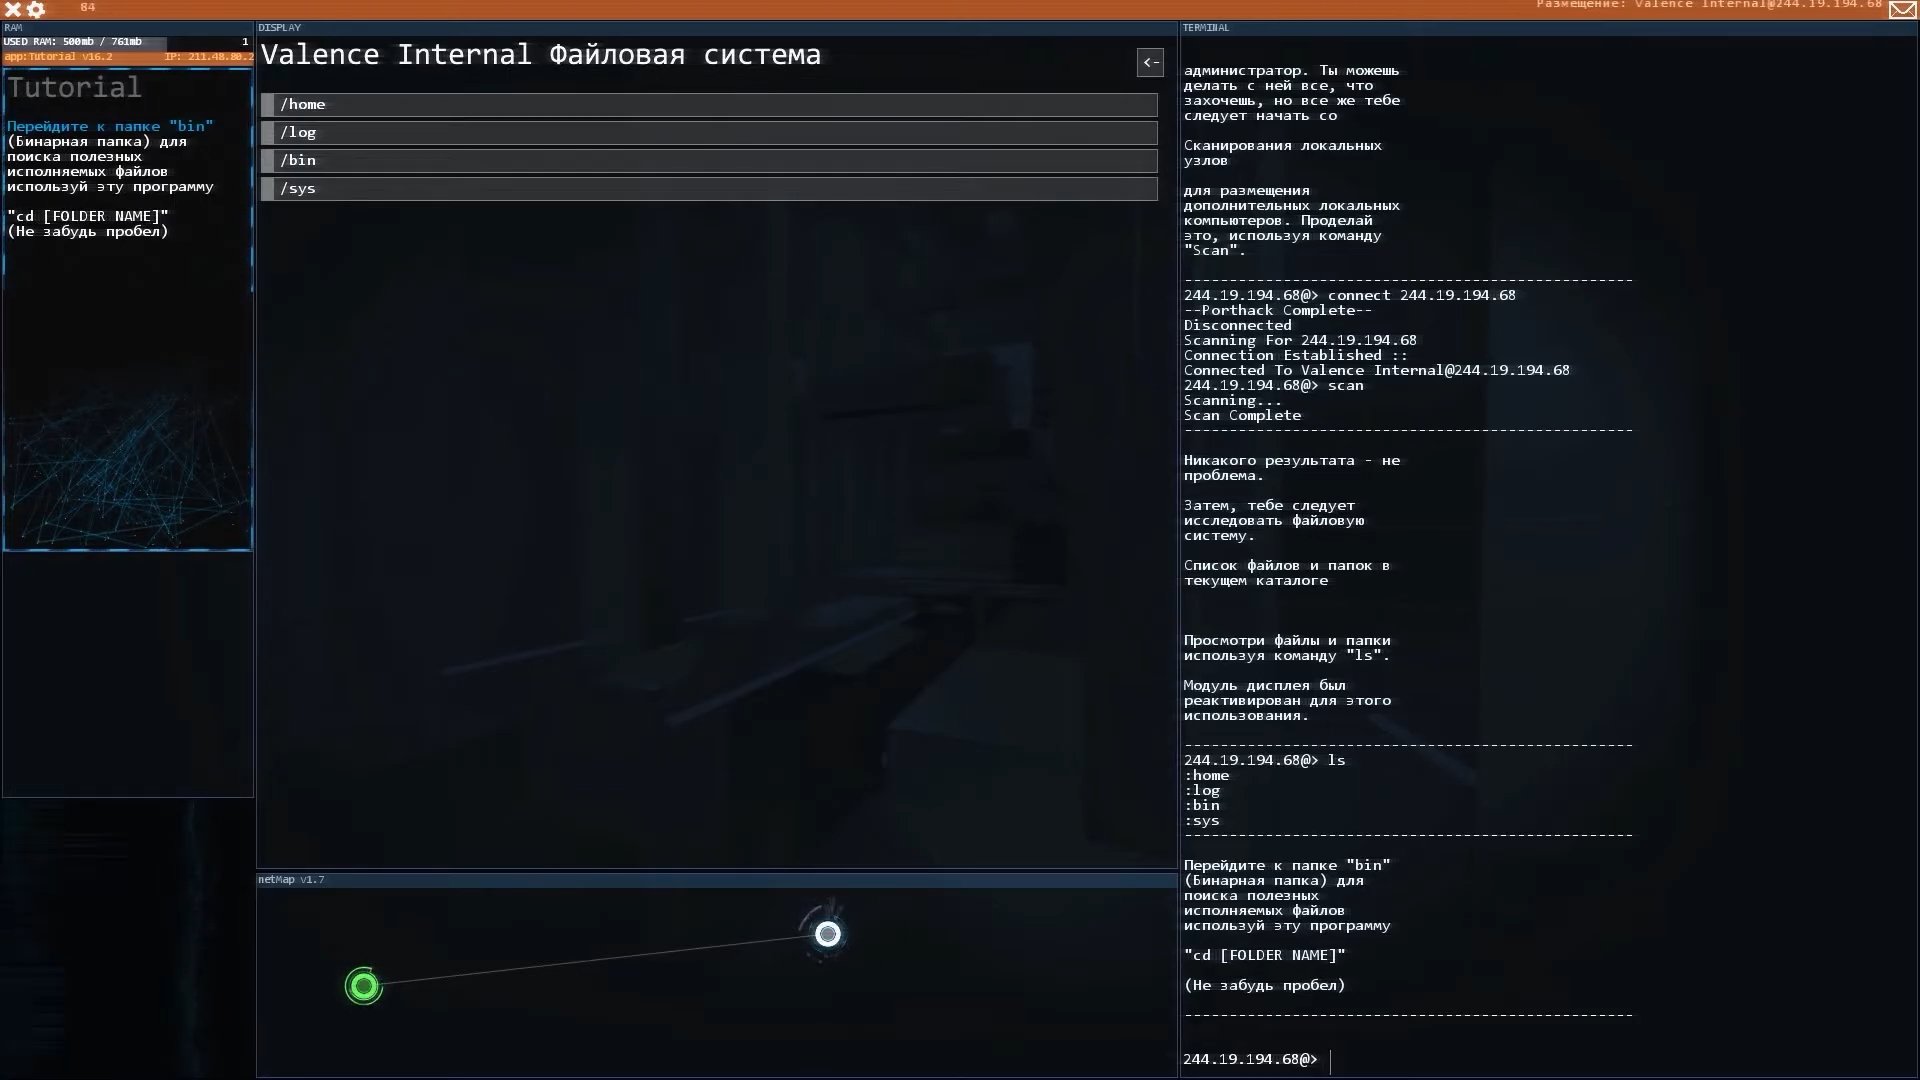 84
Размещение: Valence Internal@244.19.194.68
RAM
USED RAM: 500mb / 761mb 1
app:Tutorial v16.2 IP: 211.48.80.2
Tutorial
Перейдите к папке "bin"
(Бинарная папка) для
поиска полезных
исполняемых файлов
используй эту программу
"cd [FOLDER NAME]"
(Не забудь пробел)
DISPLAY
Valence Internal Файловая система
<-
/home
/log
/bin
/sys
netMap v1.7
TERMINAL
администратор. Ты можешь
делать с ней все, что
захочешь, но все же тебе
следует начать со
Сканирования локальных
узлов
для размещения
дополнительных локальных
компьютеров. Проделай
это, используя команду
"Scan".
--------------------------------------------------
244.19.194.68@> connect 244.19.194.68
--Porthack Complete--
Disconnected
Scanning For 244.19.194.68
Connection Established ::
Connected To Valence Internal@244.19.194.68
244.19.194.68@> scan
Scanning...
Scan Complete
--------------------------------------------------
Никакого результата - не
проблема.
Затем, тебе следует
исследовать файловую
систему.
Список файлов и папок в
текущем каталоге
Просмотри файлы и папки
используя команду "ls".
Модуль дисплея был
реактивирован для этого
использования.
--------------------------------------------------
244.19.194.68@> ls
:home
:log
:bin
:sys
--------------------------------------------------
Перейдите к папке "bin"
(Бинарная папка) для
поиска полезных
исполняемых файлов
используй эту программу
"cd [FOLDER NAME]"
(Не забудь пробел)
--------------------------------------------------
244.19.194.68@>